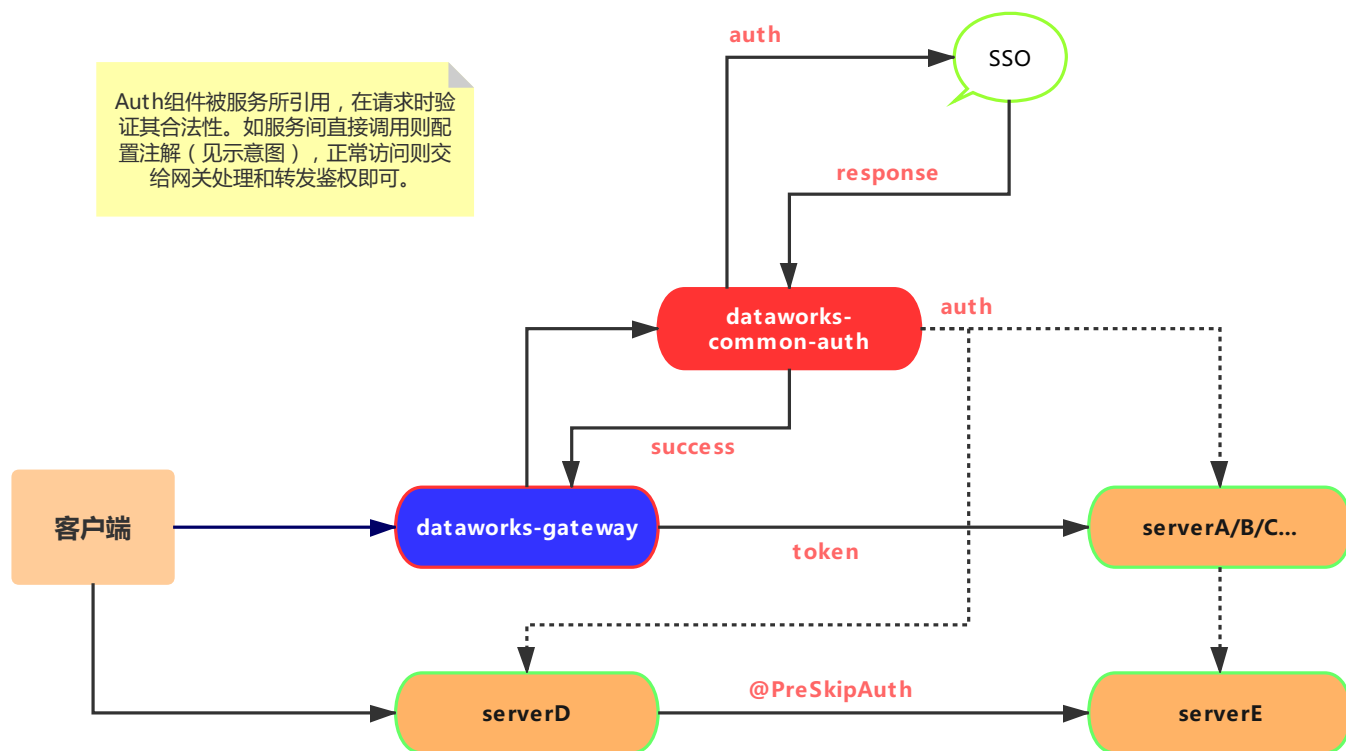 auth
SSO
Auth组件被服务所引用，在请求时验
证其合法性。如服务间直接调用则配
置注解（见示意图），正常访问则交
给网关处理和转发鉴权即可。
response
auth
dataworks-
common-auth
success
客户端
dataworks-gateway
token
serverA/B/C...
@PreSkipAuth
serverD
serverE